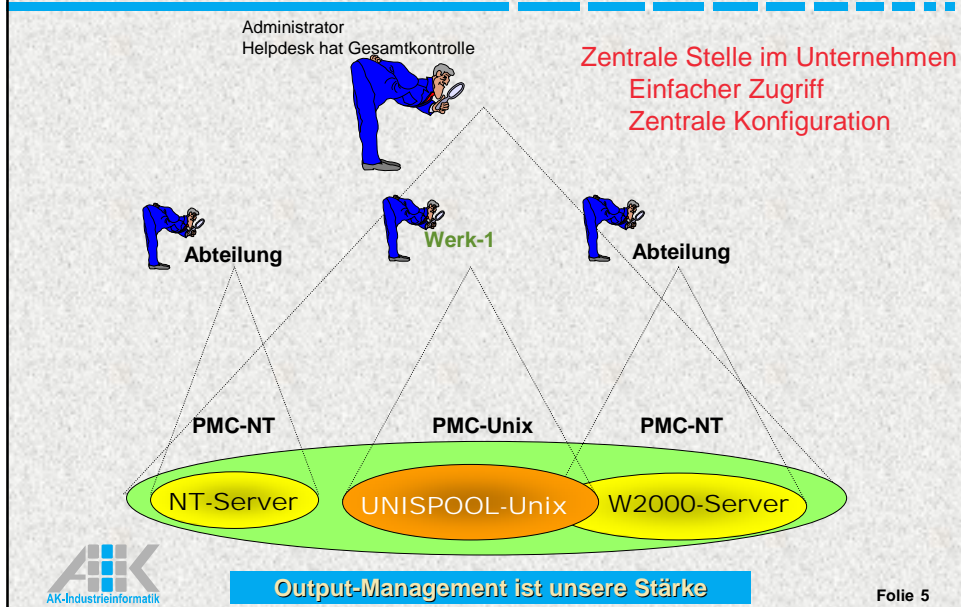 Administrator
Helpdesk hat Gesamtkontrolle
Zentrale Stelle im Unternehmen
Einfacher Zugriff
Zentrale Konfiguration
Abteilung
Werk-1
Abteilung
PMC-NT
PMC-Unix
PMC-NT
NT-Server
UNISPOOL-Unix
W2000-Server
AK-Industrieinformatik
Output-Management ist unsere Stärke
Folie 5